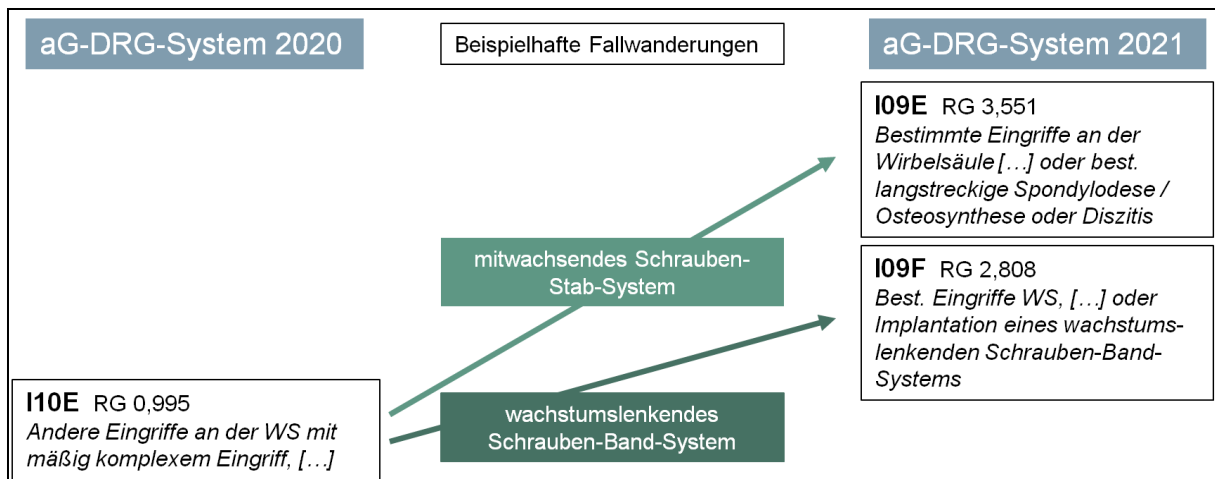 aG-DRG-System 2020
Beispielhafte Fallwanderungen
aG-DRG-System 2021
I09E RG 3,551
Bestimmte Eingriffe an der
Wirbelsäule [...] oder best.
langstreckige Spondylodese /
Osteosynthese oder Diszitis
mitwachsendes Schrauben-
Stab-System
I09F RG 2,808
Best. Eingriffe WS, [...] oder
Implantation eines wachstums-
lenkenden Schrauben-Band-
Systems
I10E RG 0,995
Andere Eingriffe an der WS mit
mäßig komplexem Eingriff, [...]
wachstumslenkendes
Schrauben-Band-System